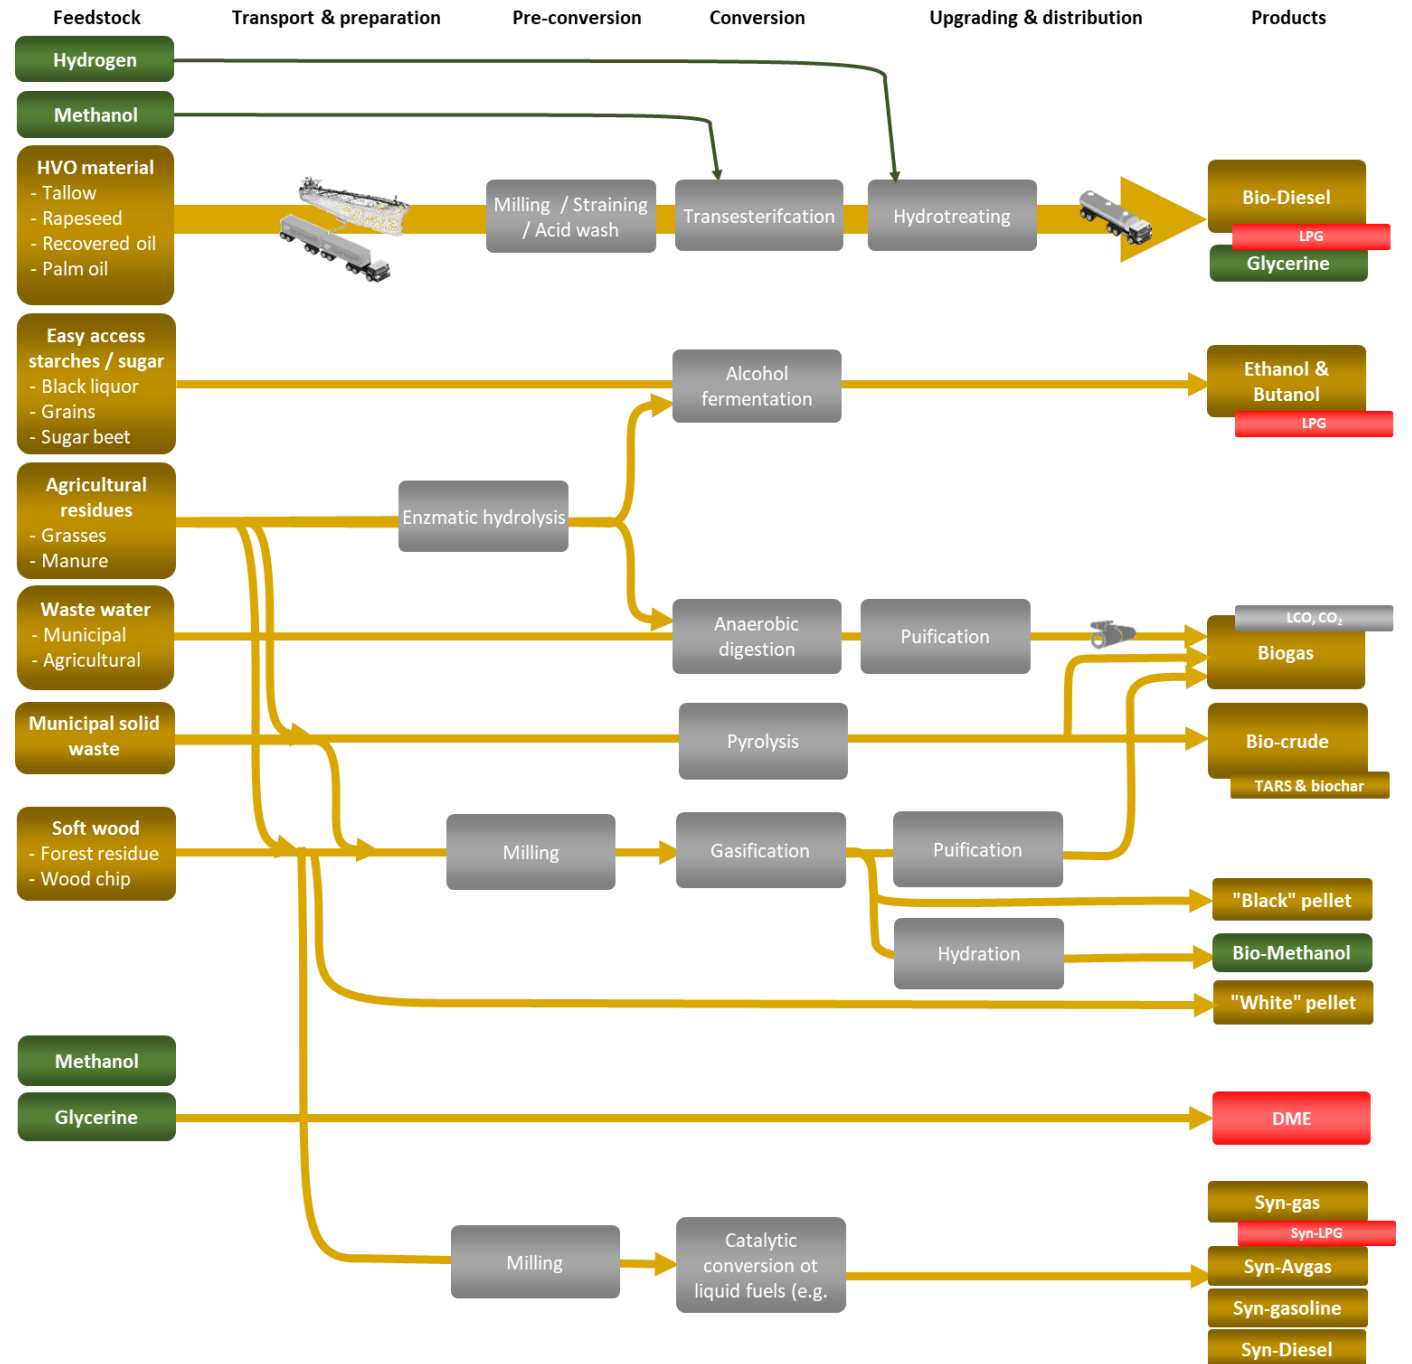 Feedstock
Transport & preparation
Pre-conversion
Conversion
Upgrading & distribution
Products
Hydrogen
Methanol
HVO material
- Tallow
- Rapeseed
- Recovered oil
- Palm oil
Milling / Straining
/ Acid wash
Transesterifcation
Hydrotreating
Bio-Diesel
LPG
Glycerine
Easy access
starches / sugar
- Black liquor
- Grains
- Sugar beet
Alcohol
fermentation
Ethanol &
Butanol
LPG
Agricultural
residues
- Grasses
- Manure
Enzmatic hydrolysis
Waste water
- Municipal
- Agricultural
Anaerobic
digestion
Puification
LCO, CO₂
Biogas
Municipal solid
waste
Pyrolysis
Bio-crude
TARS & biochar
Soft wood
- Forest residue
- Wood chip
Milling
Gasification
Puification
"Black" pellet
Hydration
Bio-Methanol
"White" pellet
Methanol
Glycerine
DME
Milling
Catalytic
conversion ot
liquid fuels (e.g.
Syn-gas
Syn-LPG
Syn-Avgas
Syn-gasoline
Syn-Diesel